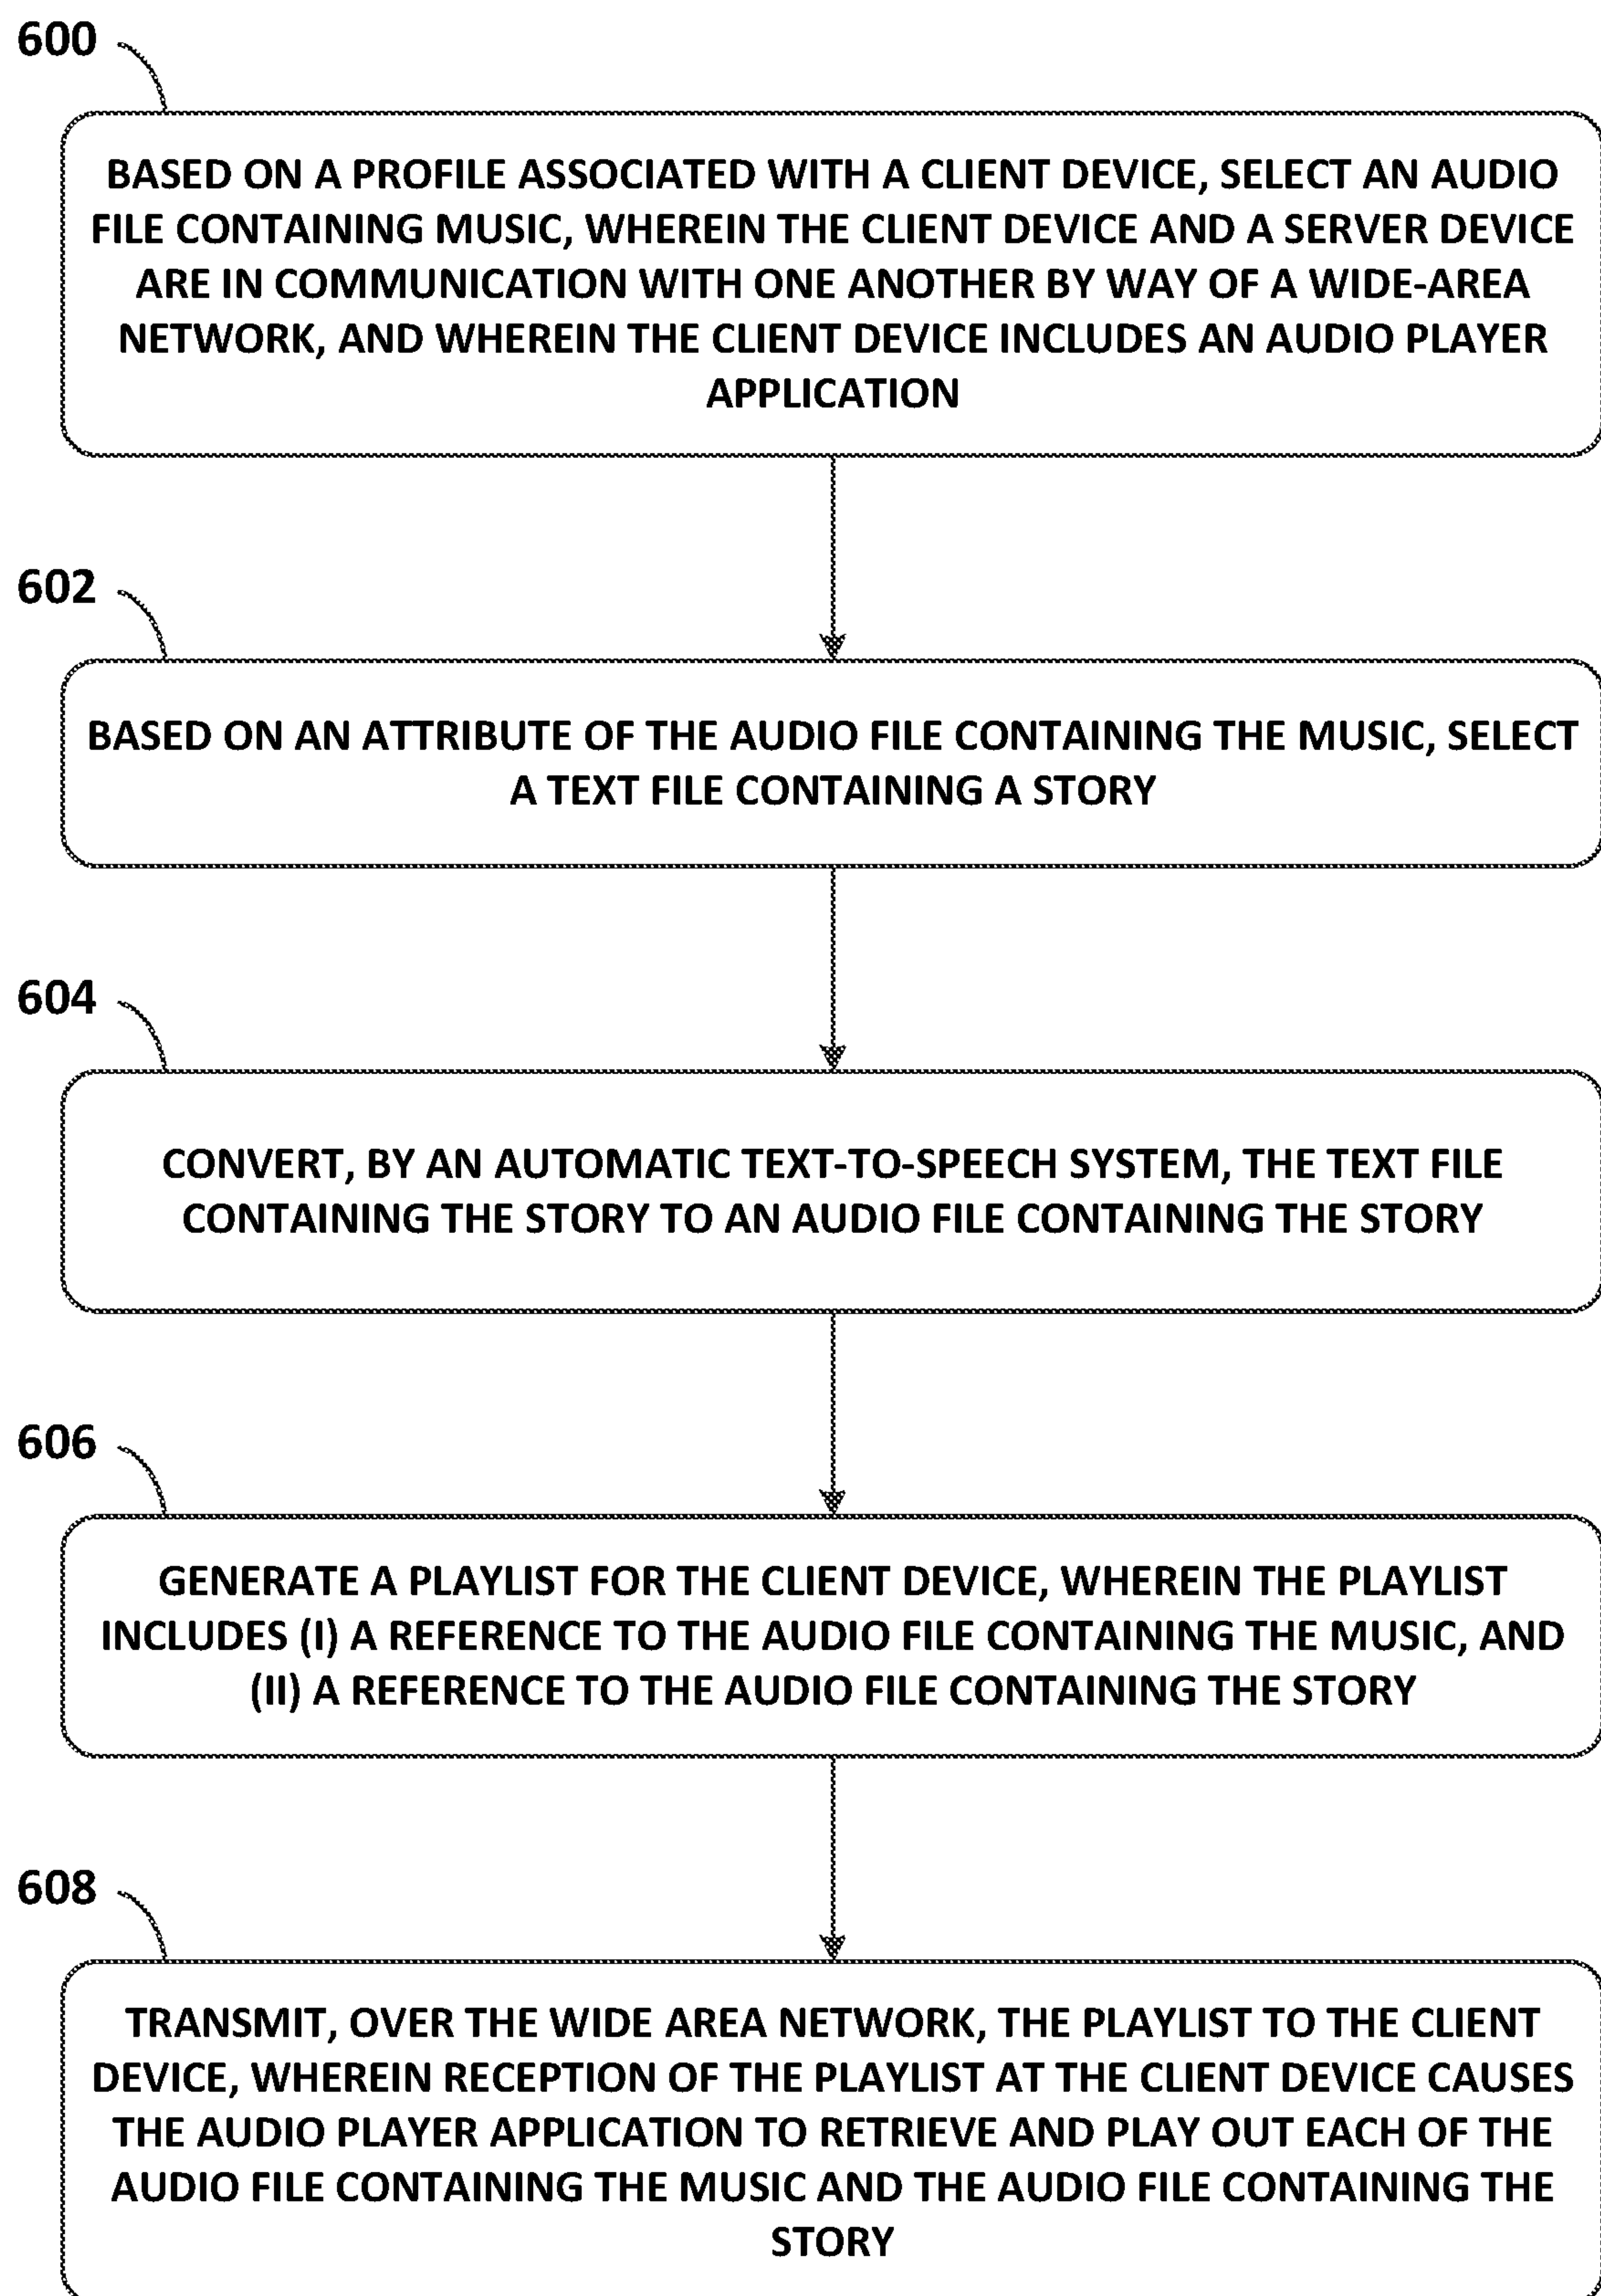 600
BASED ON A PROFILE ASSOCIATED WITH A CLIENT DEVICE, SELECT AN AUDIO
FILE CONTAINING MUSIC, WHEREIN THE CLIENT DEVICE AND A SERVER DEVICE
ARE IN COMMUNICATION WITH ONE ANOTHER BY WAY OF A WIDE-AREA
NETWORK, AND WHEREIN THE CLIENT DEVICE INCLUDES AN AUDIO PLAYER
APPLICATION
602
BASED ON AN ATTRIBUTE OF THE AUDIO FILE CONTAINING THE MUSIC, SELECT
A TEXT FILE CONTAINING A STORY
604
CONVERT, BY AN AUTOMATIC TEXT-TO-SPEECH SYSTEM, THE TEXT FILE
CONTAINING THE STORY TO AN AUDIO FILE CONTAINING THE STORY
606
GENERATE A PLAYLIST FOR THE CLIENT DEVICE, WHEREIN THE PLAYLIST
INCLUDES (I) A REFERENCE TO THE AUDIO FILE CONTAINING THE MUSIC, AND
(II) A REFERENCE TO THE AUDIO FILE CONTAINING THE STORY
608
TRANSMIT, OVER THE WIDE AREA NETWORK, THE PLAYLIST TO THE CLIENT
DEVICE, WHEREIN RECEPTION OF THE PLAYLIST AT THE CLIENT DEVICE CAUSES
THE AUDIO PLAYER APPLICATION TO RETRIEVE AND PLAY OUT EACH OF THE
AUDIO FILE CONTAINING THE MUSIC AND THE AUDIO FILE CONTAINING THE
STORY